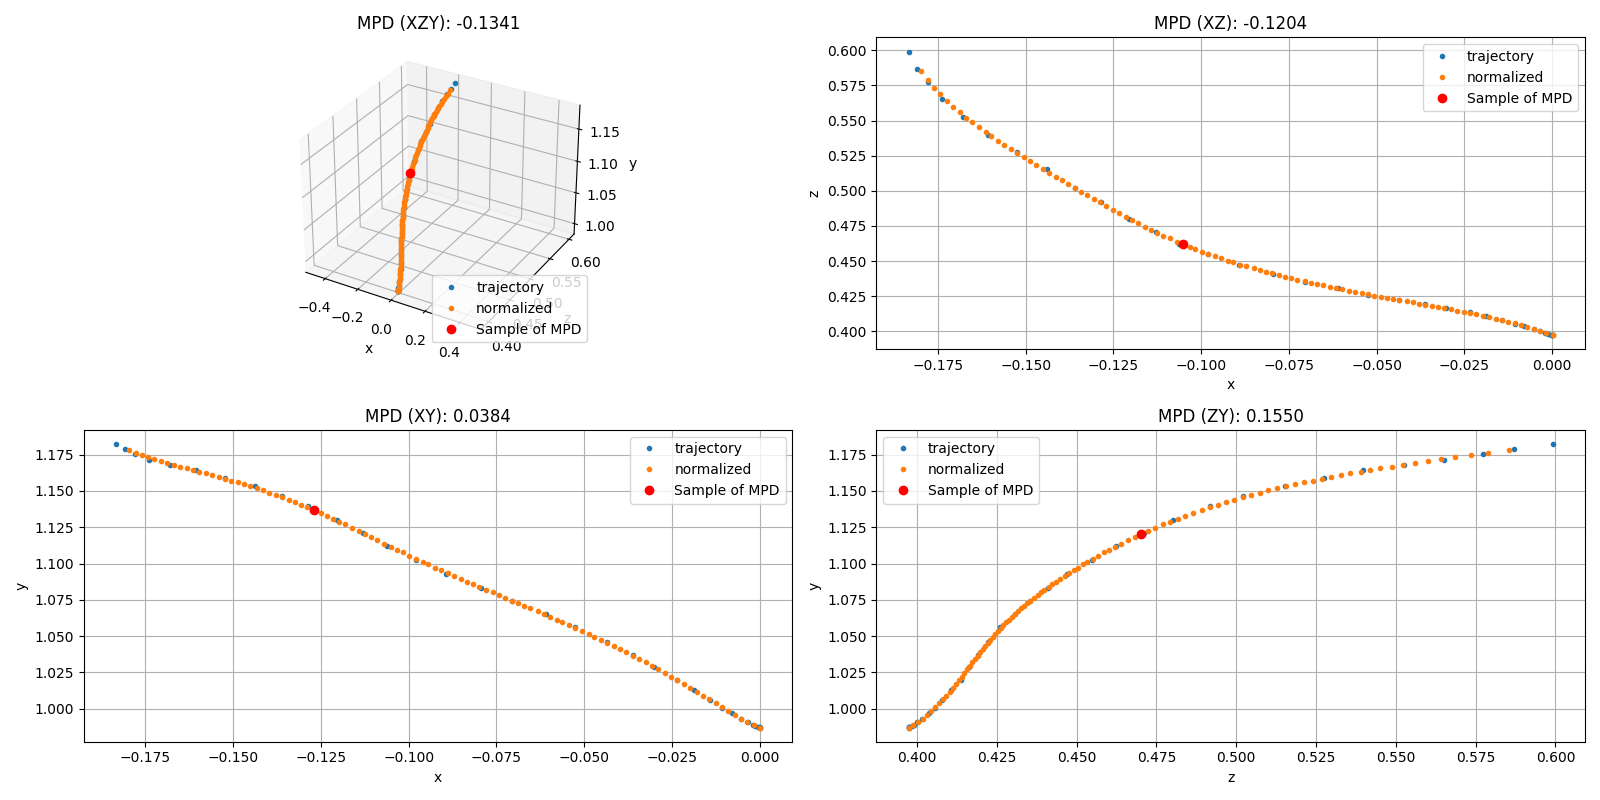 MPD (XZY): -0.1341
1.15
1.10
1.05
1.00
y
0.60
0.55
0.50
z
0.45
0.40
−0.4
−0.2
0.0
0.2
0.4
x
trajectory
normalized
Sample of MPD
MPD (XZ): -0.1204
0.600
0.575
0.550
0.525
0.500
0.475
0.450
0.425
0.400
z
trajectory
normalized
Sample of MPD
−0.175
−0.150
−0.125
−0.100
−0.075
−0.050
−0.025
0.000
x
MPD (XY): 0.0384
1.175
1.150
1.125
1.100
1.075
1.050
1.025
1.000
y
trajectory
normalized
Sample of MPD
−0.175
−0.150
−0.125
−0.100
−0.075
−0.050
−0.025
0.000
x
MPD (ZY): 0.1550
1.175
1.150
1.125
1.100
1.075
1.050
1.025
1.000
y
trajectory
normalized
Sample of MPD
0.400
0.425
0.450
0.475
0.500
0.525
0.550
0.575
0.600
z